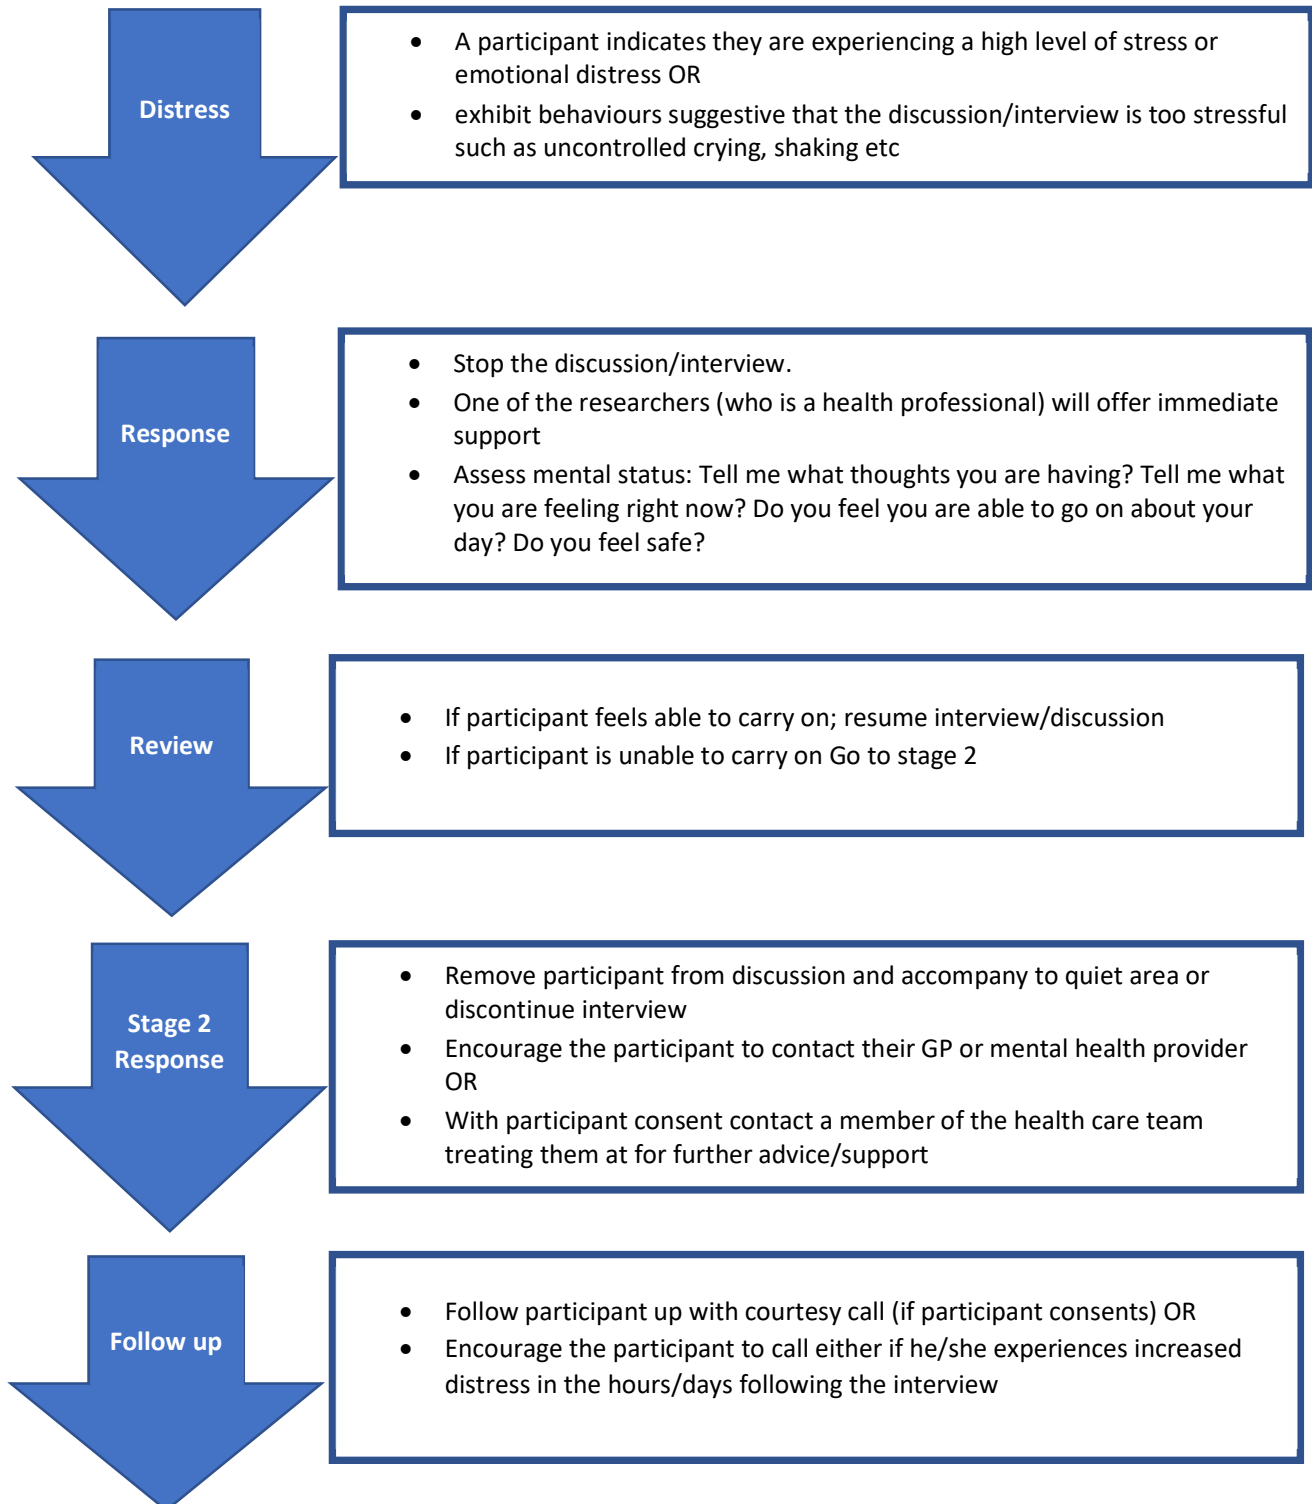 Distress
• A participant indicates they are experiencing a high level of stress or
emotional distress OR
• exhibit behaviours suggestive that the discussion/interview is too stressful
such as uncontrolled crying, shaking etc
Response
• Stop the discussion/interview.
• One of the researchers (who is a health professional) will offer immediate
support
• Assess mental status: Tell me what thoughts you are having? Tell me what
you are feeling right now? Do you feel you are able to go on about your
day? Do you feel safe?
Review
• If participant feels able to carry on; resume interview/discussion
• If participant is unable to carry on Go to stage 2
Stage 2
Response
• Remove participant from discussion and accompany to quiet area or
discontinue interview
• Encourage the participant to contact their GP or mental health provider
OR
• With participant consent contact a member of the health care team
treating them at for further advice/support
Follow up
• Follow participant up with courtesy call (if participant consents) OR
• Encourage the participant to call either if he/she experiences increased
distress in the hours/days following the interview